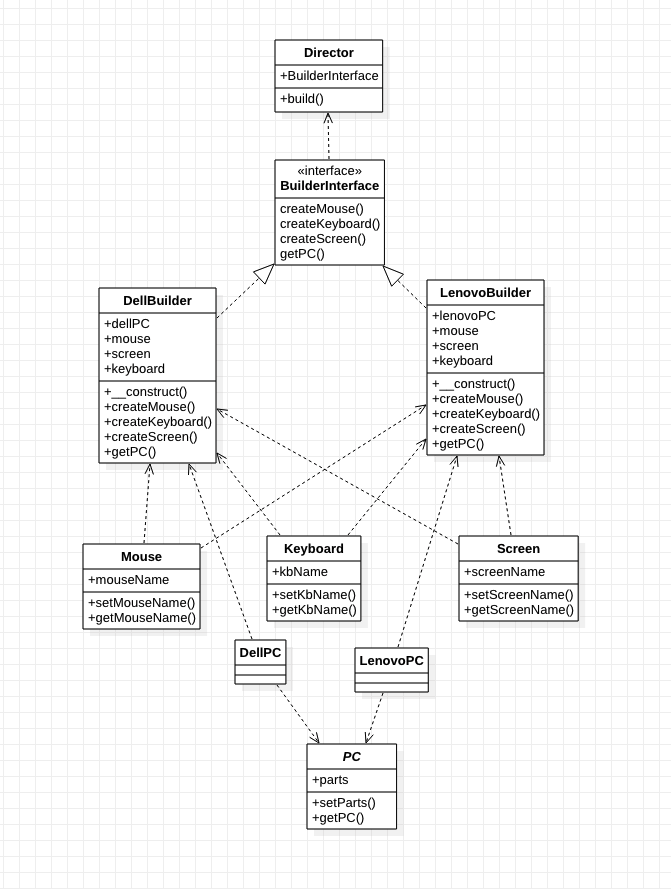 Director
+BuilderInterface
+build()
«interface»
BuilderInterface
createMouse()
createKeyboard()
createScreen()
getPC()
DellBuilder
+dellPC
+mouse
+screen
+keyboard
+__construct()
+createMouse()
+createKeyboard()
+createScreen()
+getPC()
LenovoBuilder
+lenovoPC
+mouse
+screen
+keyboard
+__construct()
+createMouse()
+createKeyboard()
+createScreen()
+getPC()
Mouse
+mouseName
+setMouseName()
+getMouseName()
Keyboard
+kbName
+setKbName()
+getKbName()
Screen
+screenName
+setScreenName()
+getScreenName()
DellPC
LenovoPC
PC
+parts
+setParts()
+getPC()